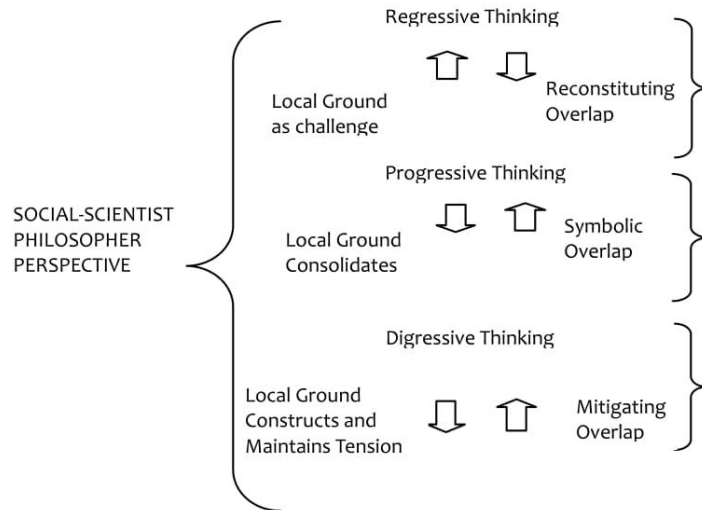 Regressive Thinking
Local Ground
as challenge
Reconstituting
Overlap
Progressive Thinking
SOCIAL-SCIENTIST
PHILOSOPHER
PERSPECTIVE
Local Ground
Consolidates
Symbolic
Overlap
Digressive Thinking
Local Ground
Constructs and
Maintains Tension
Mitigating
Overlap